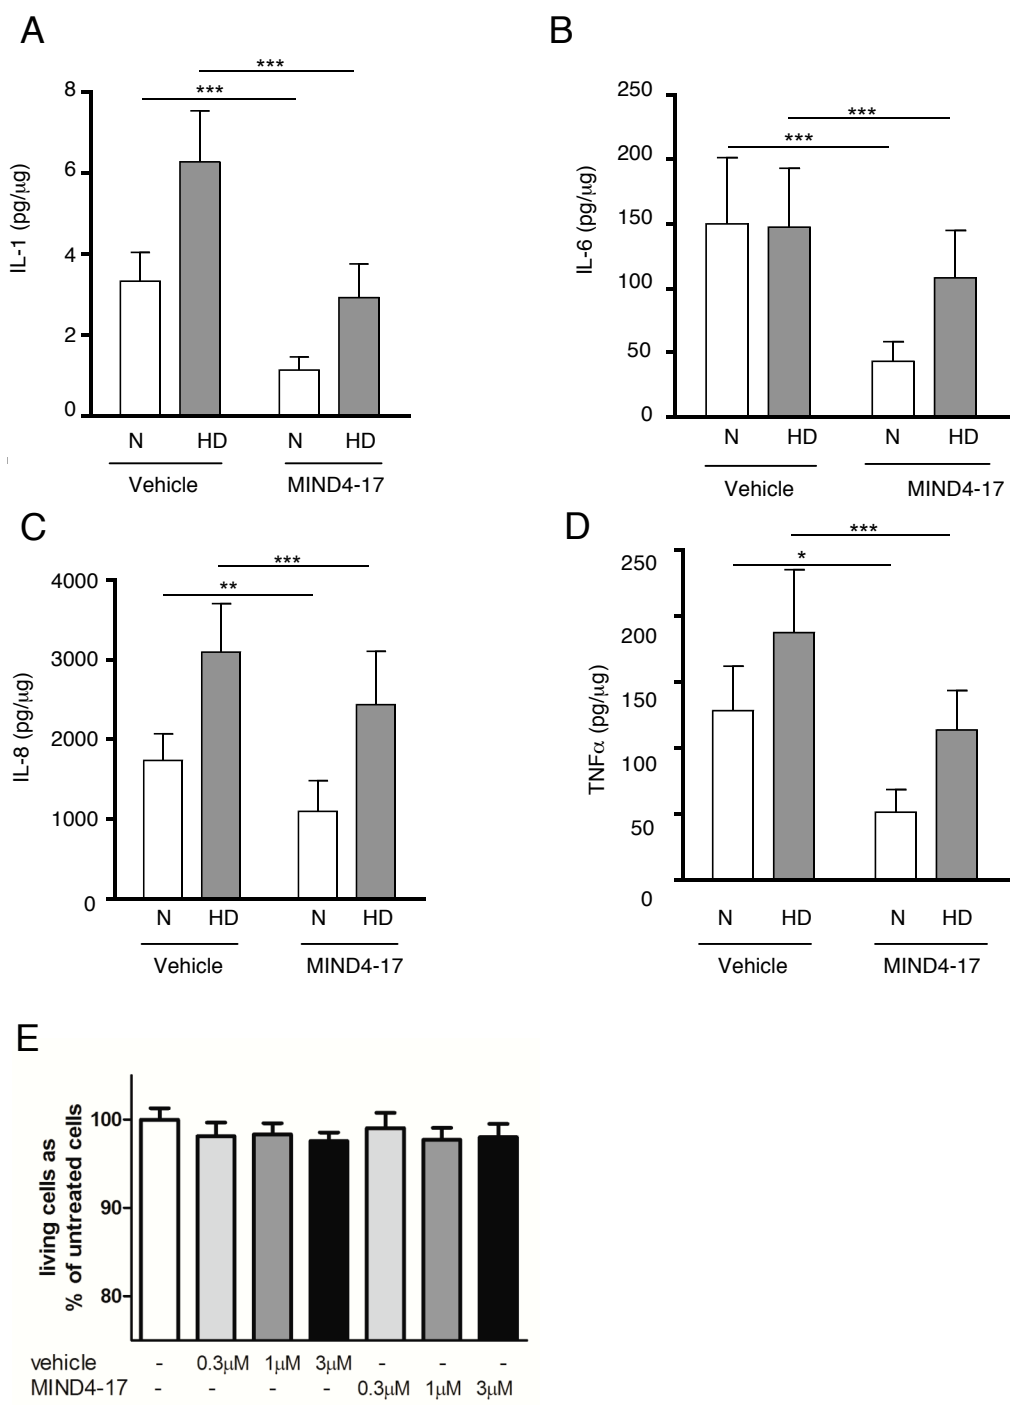 A
B
***
***
8
6
4
2
0
IL-1 (pg/µg)
N HD N HD
Vehicle MIND4-17
***
***
250
200
150
100
50
0
IL-6 (pg/µg)
N HD N HD
Vehicle MIND4-17
C
D
***
**
4000
3000
2000
1000
0
IL-8 (pg/µg)
N HD N HD
Vehicle MIND4-17
***
*
250
200
150
100
50
0
TNFα (pg/µg)
N HD N HD
Vehicle MIND4-17
E
living cells as
% of untreated cells
100
90
80
vehicle - 0.3µM 1µM 3µM - - -
MIND4-17 - - - - 0.3µM 1µM 3µM